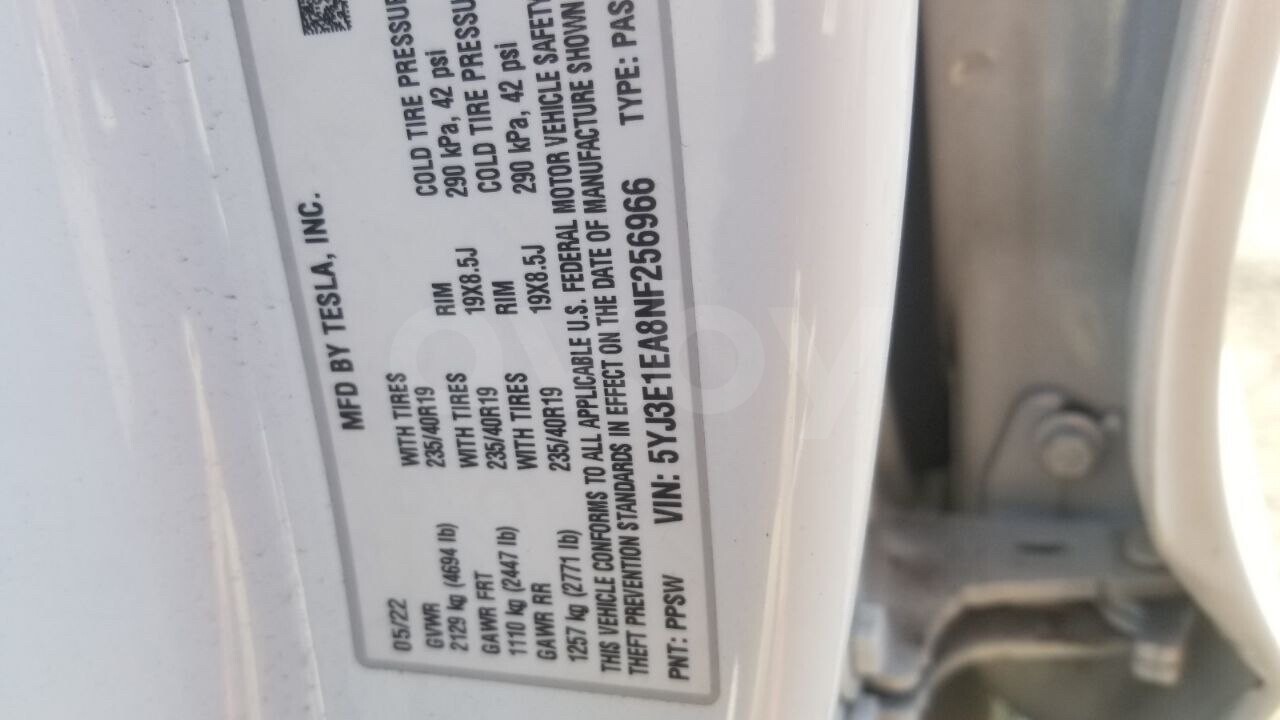 MFD BY TESLA, INC.
05/22
GVWR WITH TIRES RIM COLD TIRE PRESSURE
2129 kg (4694 lb) 235/40R19 19X8.5J 290 kPa, 42 psi
GAWR FRT WITH TIRES RIM COLD TIRE PRESSU
1110 kg (2447 lb) 235/40R19 19X8.5J 290 kPa, 42 psi
GAWR RR WITH TIRES
1257 kg (2771 lb) 235/40R19
THIS VEHICLE CONFORMS TO ALL APPLICABLE U.S. FEDERAL MOTOR VEHICLE SAFETY
THEFT PREVENTION STANDARDS IN EFFECT ON THE DATE OF MANUFACTURE SHOWN
VIN: 5YJ3E1EA8NF256966 TYPE: PAS
PNT: PPSW